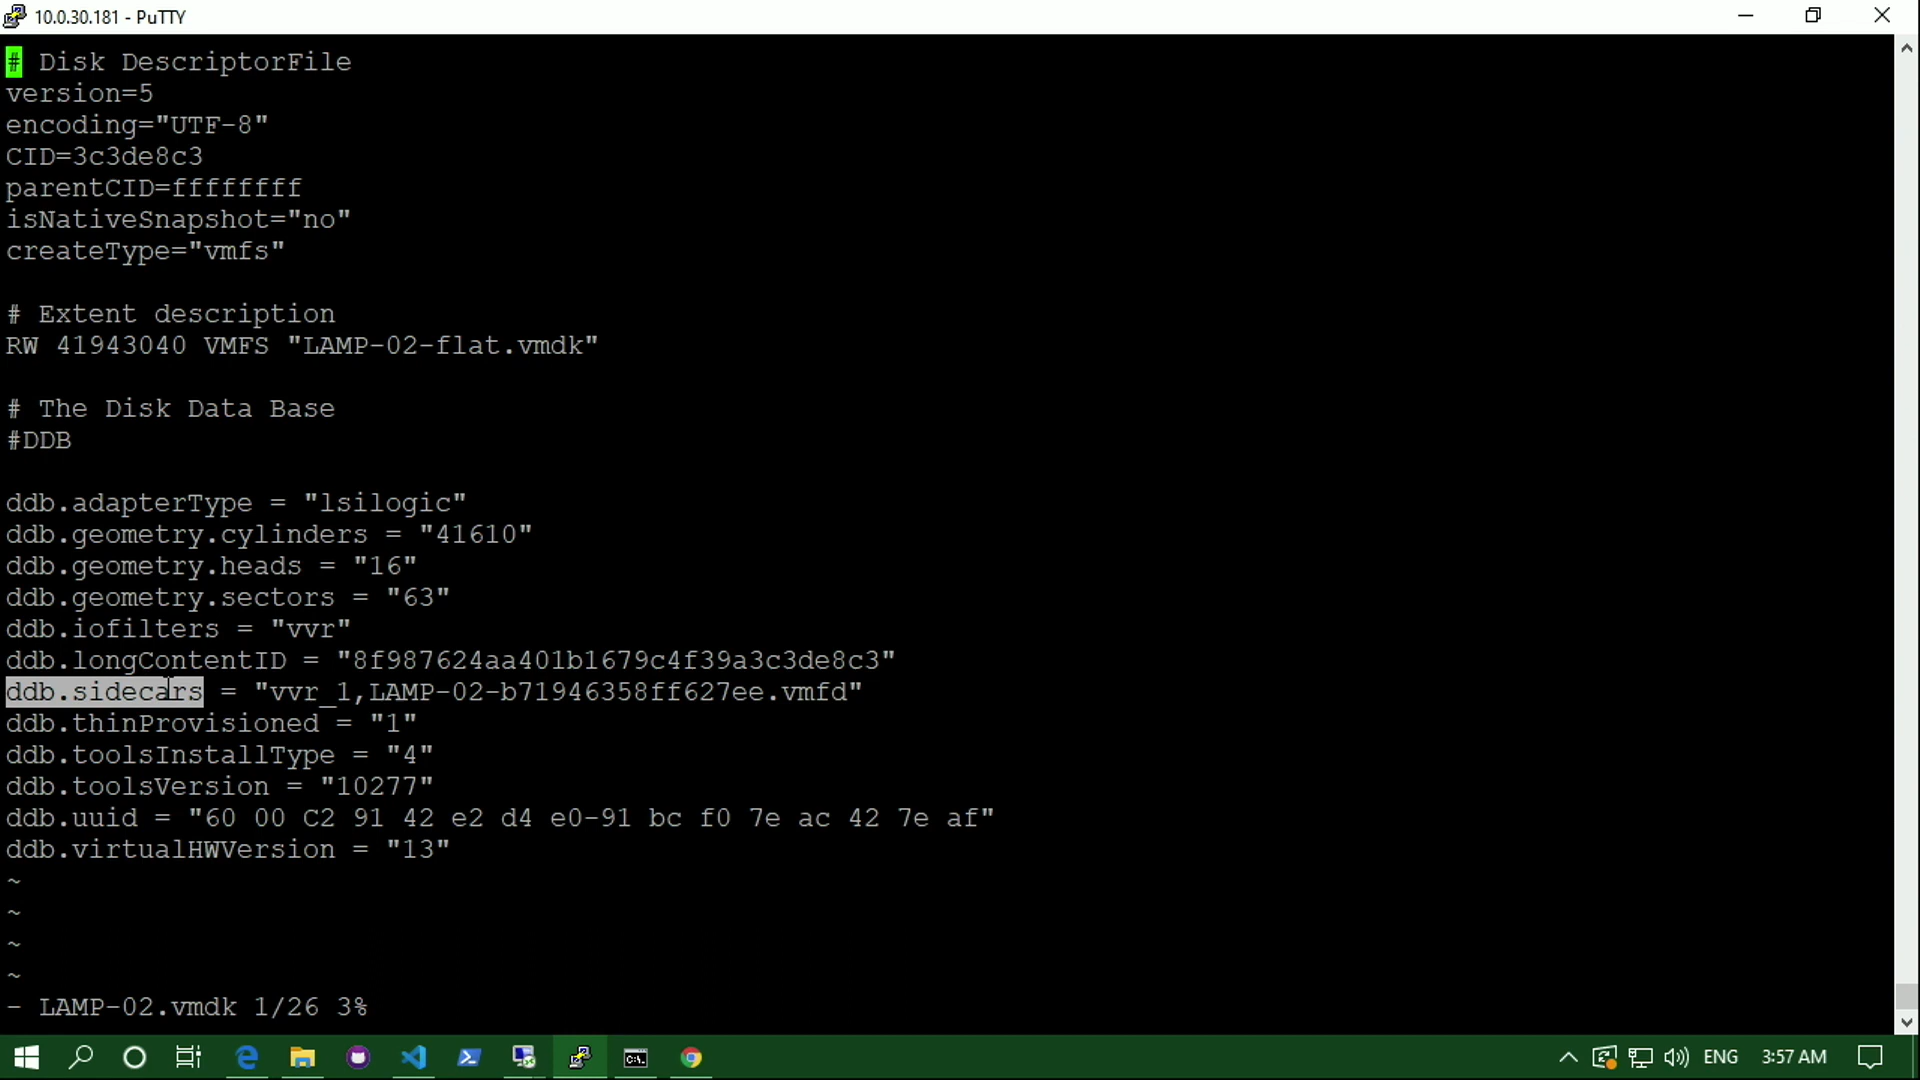 10.0.30.181 - PuTTY
# Disk DescriptorFile
version=5
encoding="UTF-8"
CID=3c3de8c3
parentCID=ffffffff
isNativeSnapshot="no"
createType="vmfs"
# Extent description
RW 41943040 VMFS "LAMP-02-flat.vmdk"
# The Disk Data Base
#DDB
ddb.adapterType = "lsilogic"
ddb.geometry.cylinders = "41610"
ddb.geometry.heads = "16"
ddb.geometry.sectors = "63"
ddb.iofilters = "vvr"
ddb.longContentID = "8f987624aa401b1679c4f39a3c3de8c3"
ddb.sidecars = "vvr_1,LAMP-02-b71946358ff627ee.vmfd"
ddb.thinProvisioned = "1"
ddb.toolsInstallType = "4"
ddb.toolsVersion = "10277"
ddb.uuid = "60 00 C2 91 42 e2 d4 e0-91 bc f0 7e ac 42 7e af"
ddb.virtualHWVersion = "13"
~
~
~
~
- LAMP-02.vmdk 1/26 3%
ENG
3:57 AM